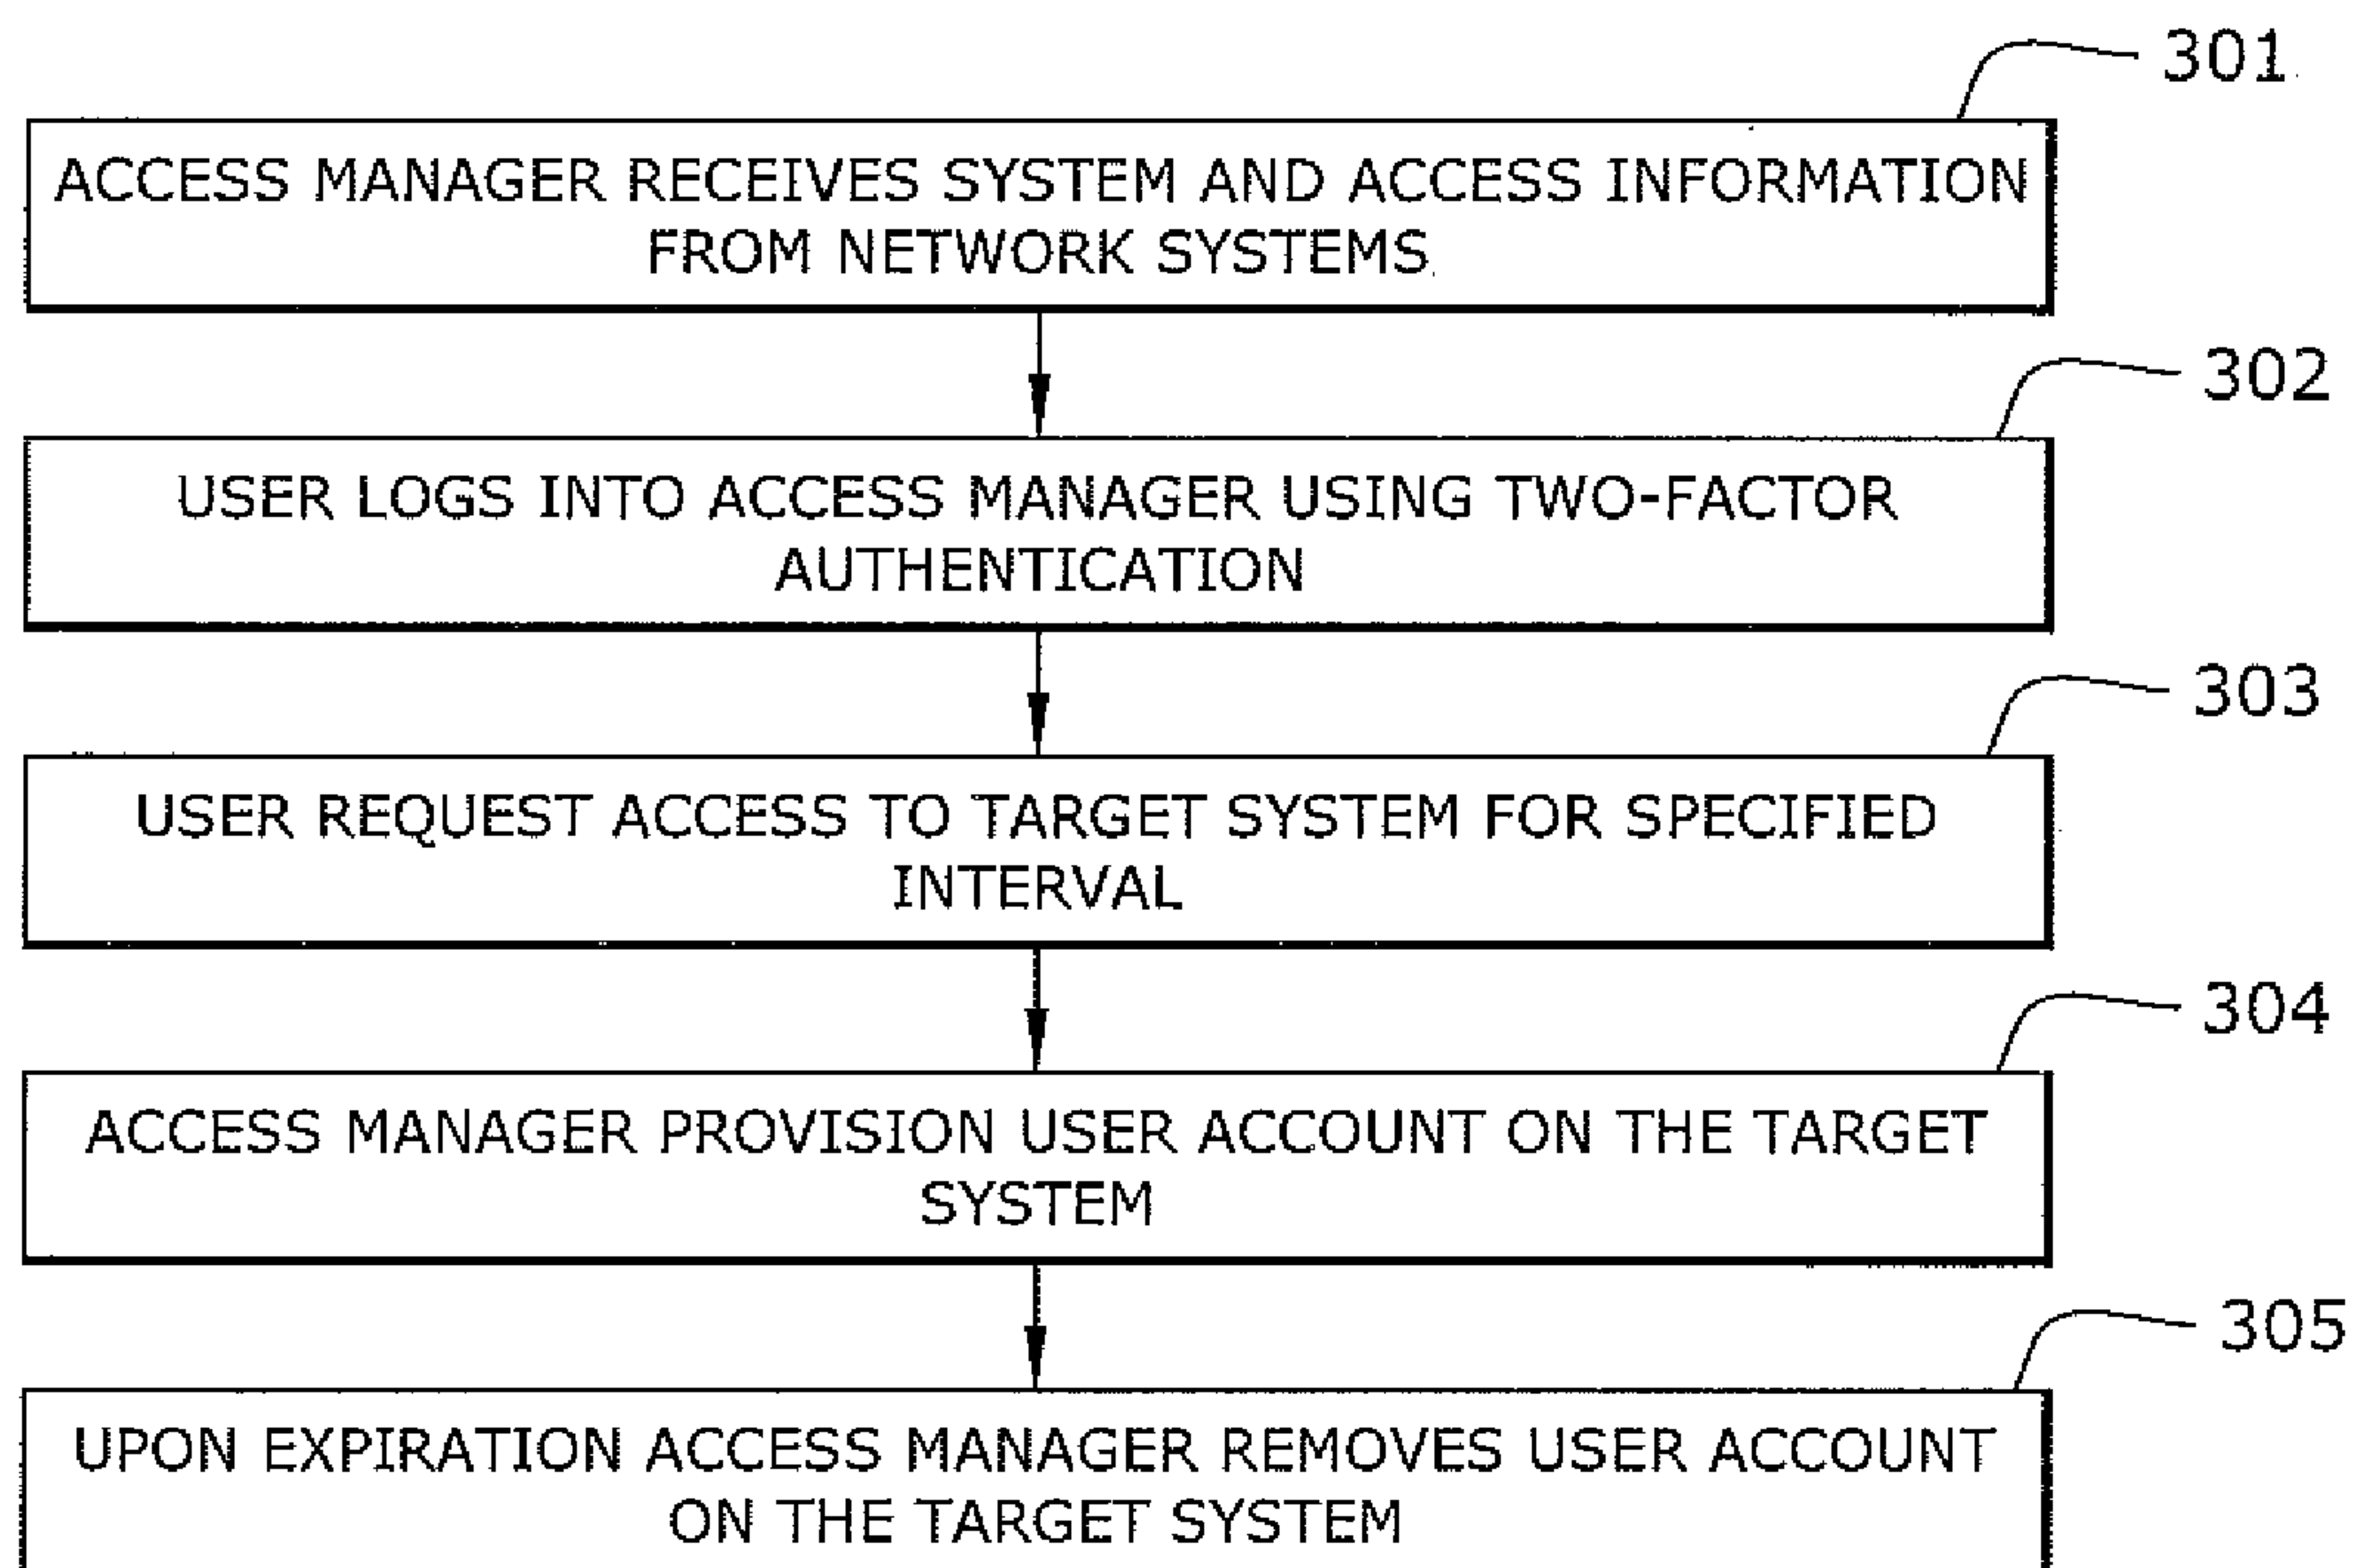 301
ACCESS MANAGER RECEIVES SYSTEM AND ACCESS INFORMATION
FROM NETWORK SYSTEMS
302
USER LOGS INTO ACCESS MANAGER USING TWO-FACTOR
AUTHENTICATION
303
USER REQUEST ACCESS TO TARGET SYSTEM FOR SPECIFIED
INTERVAL
304
ACCESS MANAGER PROVISION USER ACCOUNT ON THE TARGET
SYSTEM
305
UPON EXPIRATION ACCESS MANAGER REMOVES USER ACCOUNT
ON THE TARGET SYSTEM